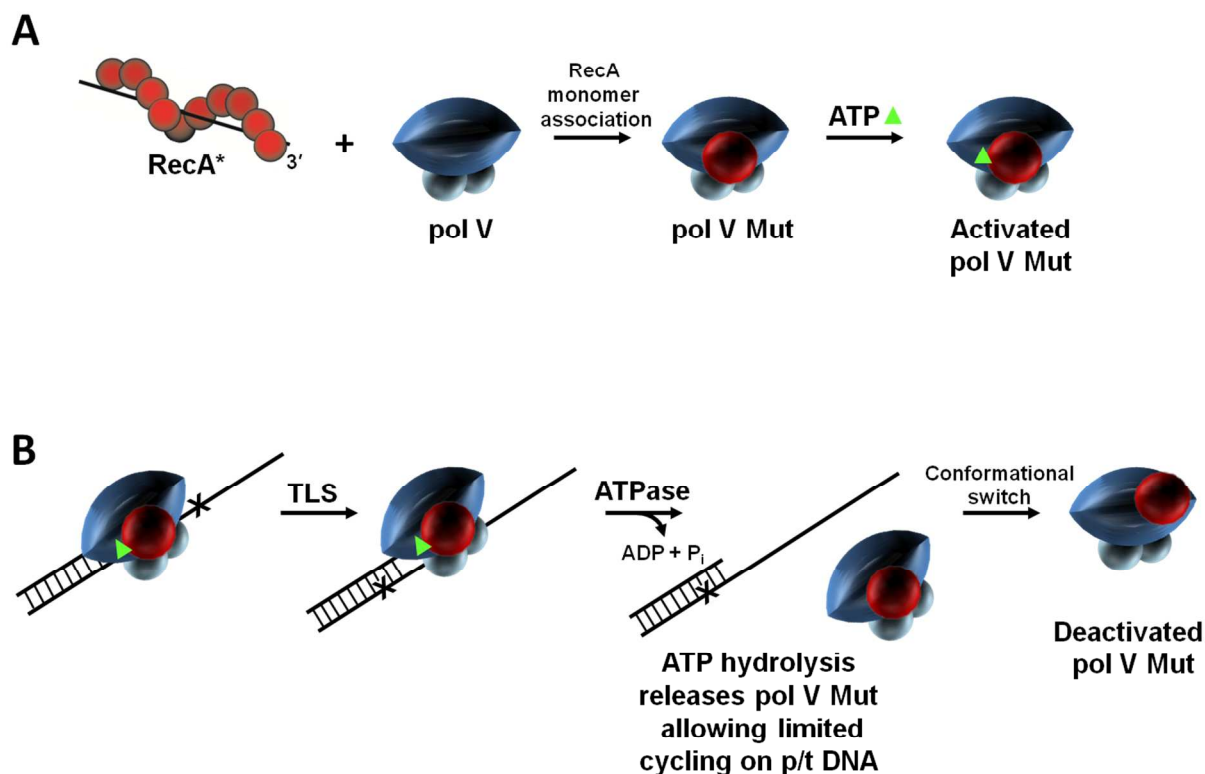 A
RecA*
3′
+
pol V
RecA
monomer
association
pol V Mut
ATP
Activated
pol V Mut
B
TLS
ATPase
ADP + Pi
ATP hydrolysis
releases pol V Mut
allowing limited
cycling on p/t DNA
Conformational
switch
Deactivated
pol V Mut